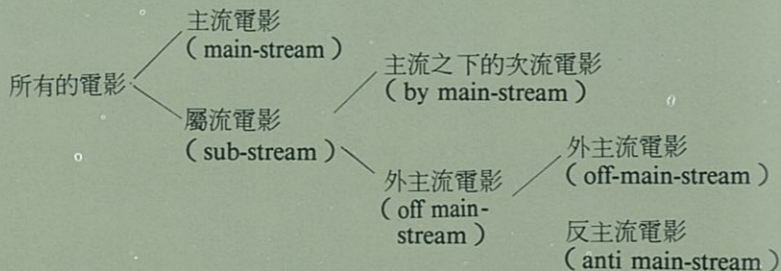 主流電影
( main-stream )
所有的電影
主流之下的次流電影
( by main-stream )
屬流電影
( sub-stream )
外主流電影
( off main-
stream )
外主流電影
( off-main-stream )
反主流電影
( anti main-stream )